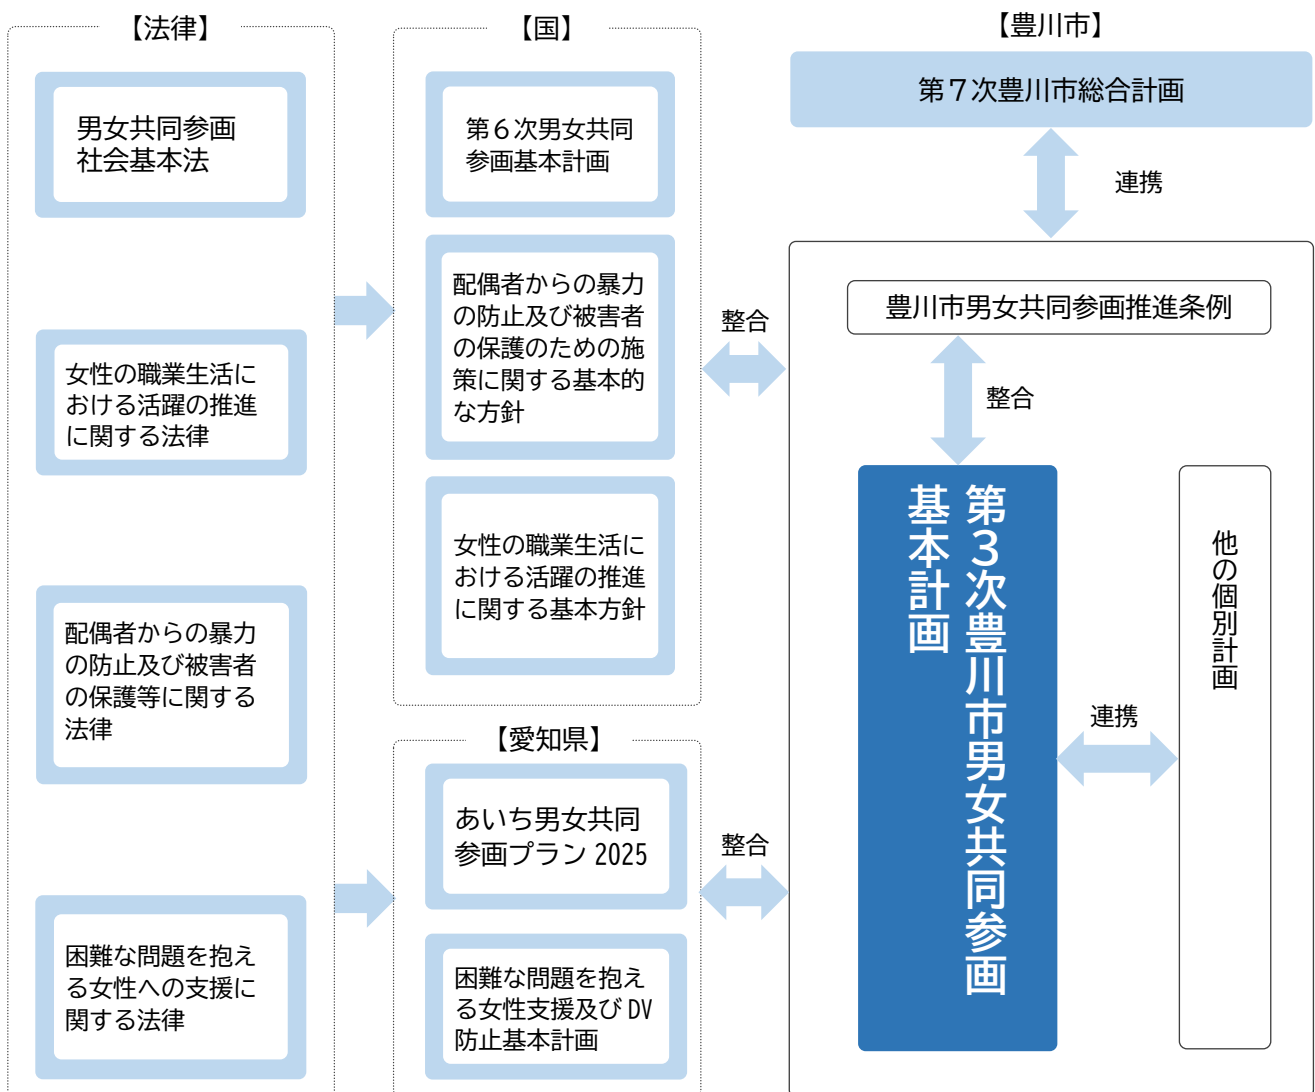 【法律】
男女共同参画
社会基本法
女性の職業生活に
おける活躍の推進
に関する法律
配偶者からの暴力
の防止及び被害者
の保護等に関する
法律
困難な問題を抱え
る女性への支援に
関する法律
【国】
第６次男女共同
参画基本計画
配偶者からの暴力
の防止及び被害者
の保護のための施
策に関する基本的
な方針
女性の職業生活に
おける活躍の推進
に関する基本方針
【愛知県】
あいち男女共同
参画プラン 2025
困難な問題を抱え
る女性支援及び DV
防止基本計画
整合
整合
【豊川市】
第７次豊川市総合計画
連携
豊川市男女共同参画推進条例
整合
第３次豊川市男女共同参画
基本計画
連携
他の個別計画